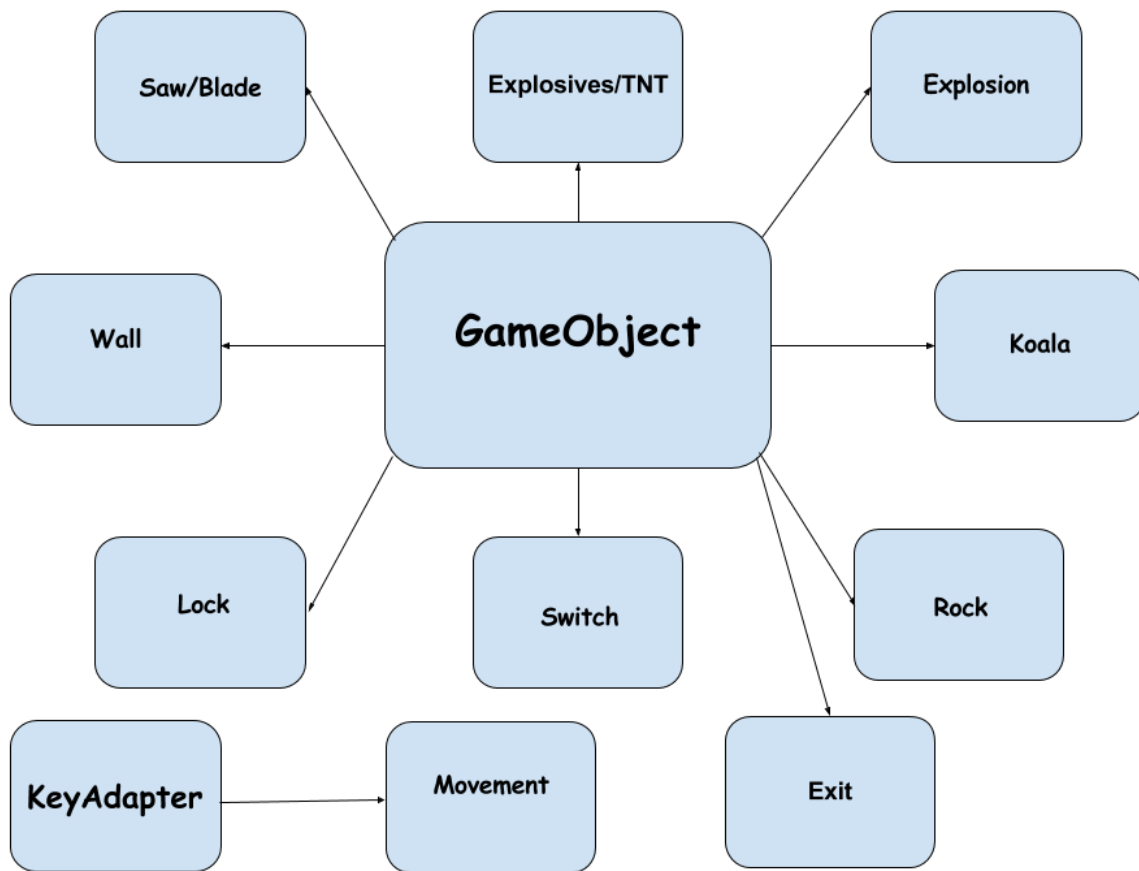 Saw/Blade
Explosives/TNT
Explosion
Wall
GameObject
Koala
Lock
Switch
Rock
KeyAdapter
Movement
Exit